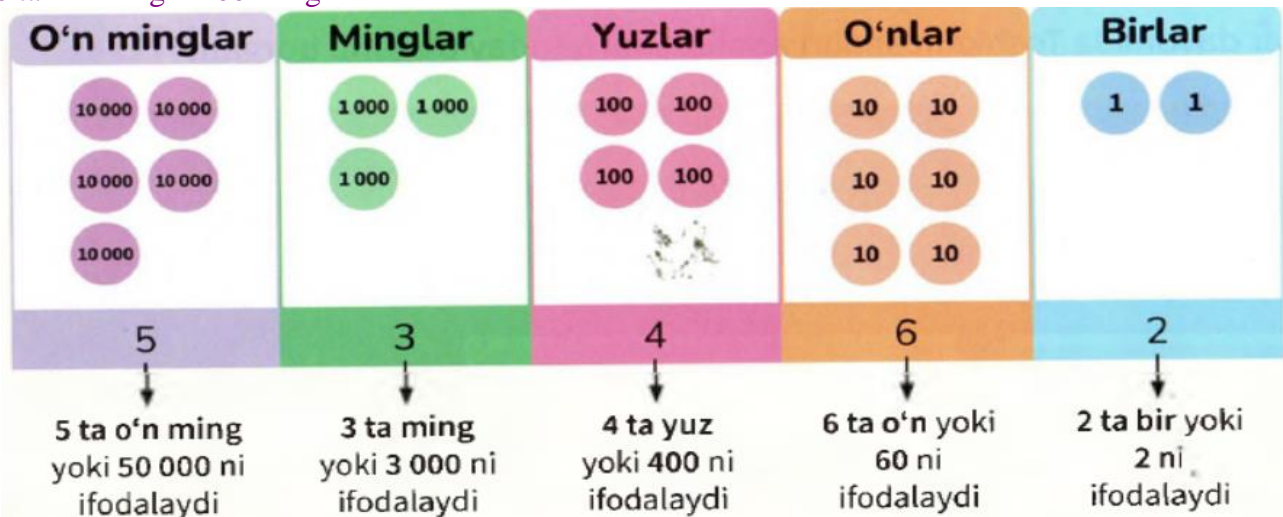 O‘n minglar
Minglar
Yuzlar
O‘nlar
Birlar
10 000 10 000
10 000 10 000
10 000
1 000 1 000
1 000
100 100
100 100
10 10
10 10
10 10
1 1
5
3
4
6
2
5 ta o‘n ming
yoki 50 000 ni
ifodalaydi
3 ta ming
yoki 3 000 ni
ifodalaydi
4 ta yuz
yoki 400 ni
ifodalaydi
6 ta o‘n yoki
60 ni
ifodalaydi
2 ta bir yoki
2 ni
ifodalaydi